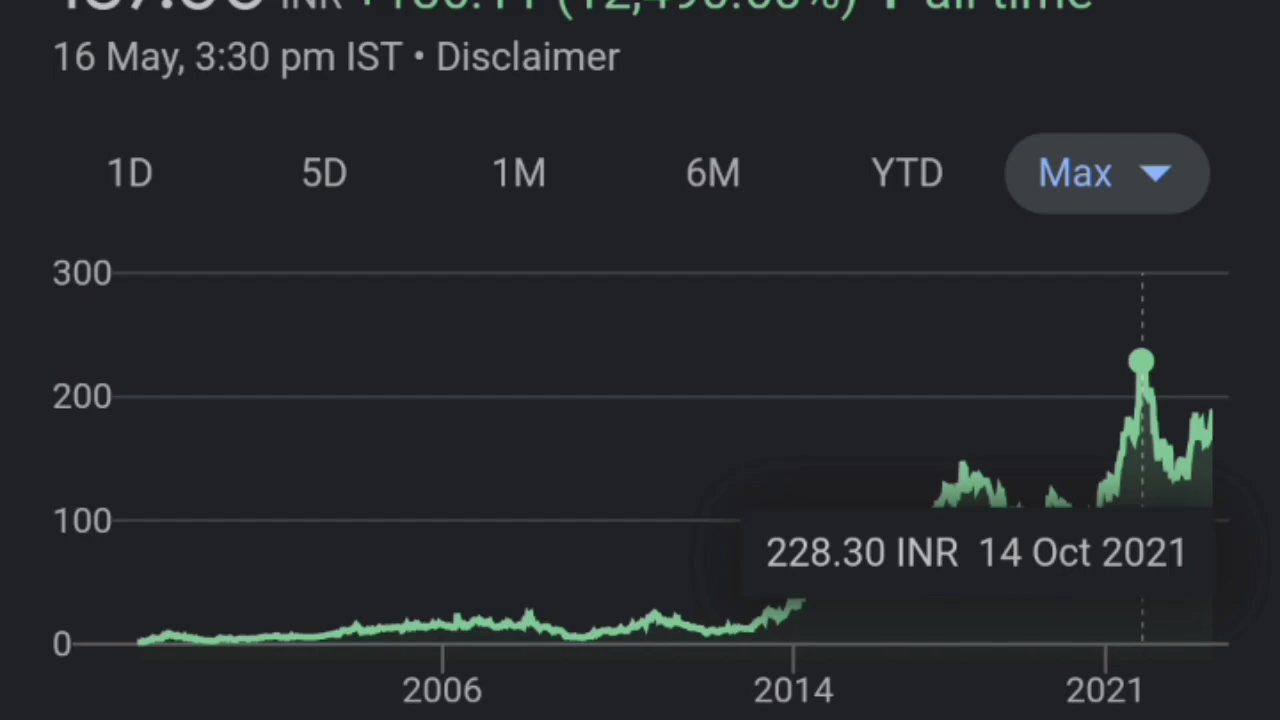 INR
16 May, 3:30 pm IST • Disclaimer
1D 5D 1M 6M YTD Max
300
200
100
228.30 INR 14 Oct 2021
0
2006 2014 2021